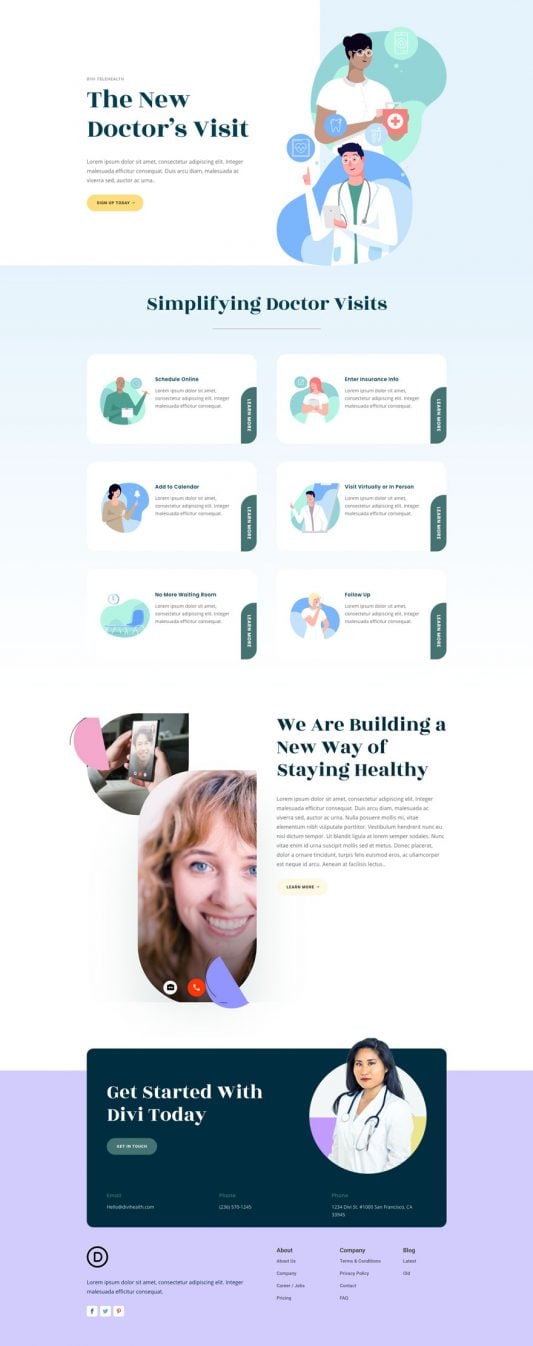 DIVI TELEHEALTH
The New
Doctor's Visit
Lorem ipsum dolor sit amet, consectetur adipiscing elit. Integer
malesuada efficitur consequat. Duis arcu diam, malesuada
viverra sed, auctor ac urna..
SIGN UP TODAY →
Simplifying Doctor Visits
Schedule Online
Lorem ipsum dolor sit amet,
consectetur adipiscing elit. Integer
malesuada efficitur consequat.
LEARN MORE
Enter Insurance Info
Lorem ipsum dolor sit amet,
consectetur adipiscing elit. Integer
malesuada efficitur consequat.
LEARN MORE
Add to Calendar
Lorem ipsum dolor sit amet,
consectetur adipiscing elit. Integer
malesuada efficitur consequat.
LEARN MORE
Visit Virtually or In Person
Lorem ipsum dolor sit amet,
consectetur adipiscing elit. Integer
malesuada efficitur consequat.
LEARN MORE
No More Waiting Room
Lorem ipsum dolor sit amet,
consectetur adipiscing elit. Integer
malesuada efficitur consequat.
LEARN MORE
Follow Up
Lorem ipsum dolor sit amet,
consectetur adipiscing elit. Integer
malesuada efficitur consequat.
LEARN MORE
We Are Building a
New Way of
Staying Healthy
Lorem ipsum dolor sit amet, consectetur adipiscing elit. Integer
malesuada efficitur consequat. Duis arcu diam, malesuada
viverra sed, auctor ac urna. Nulla posuere mollis mi, vitae
elementum nibh vulputate porttitor. Vestibulum hendrerit nunc eu
nisl dictum tempor. Ut blandit ligula at lorem semper sodales. Nunc
vitae enim id urna suscipit mollis sed et metus. Donec placerat,
dolor a ornare tincidunt, turpis felis euismod eros, ac ullamcorper
est neque id arcu. Aenean at facilisis lectus..
LEARN MORE →
Get Started With
Divi Today
GET IN TOUCH
Email
Hello@divihealth.com
Phone
(236) 575-1245
Phone
1234 Divi St. #1000 San Francisco, CA
33945
D
Lorem ipsum dolor sit amet, consectetur adipiscing elit. Integer
malesuada efficitur consequat.
About
About Us
Company
Career / Jobs
Pricing
Company
Terms & Conditions
Privacy Policy
Contact
FAQ
Blog
Latest
Old